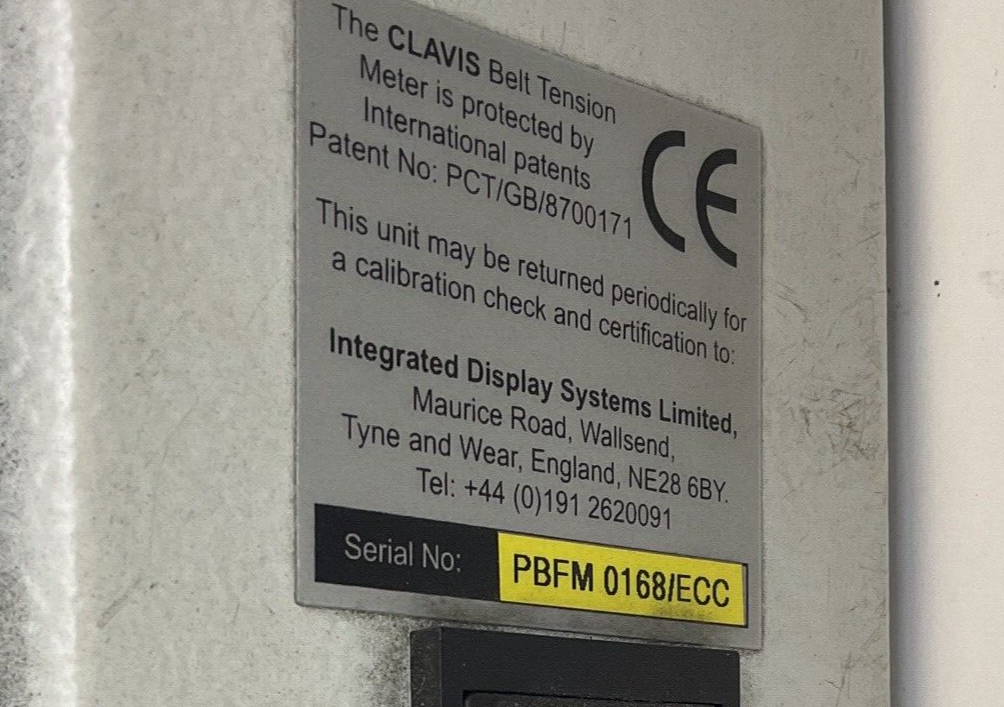 The CLAVIS Belt Tension
Meter is protected by
International patents
Patent No: PCT/GB/8700171
CE
This unit may be returned periodically for
a calibration check and certification to:
Integrated Display Systems Limited,
Maurice Road, Wallsend,
Tyne and Wear, England, NE28 6BY.
Tel: +44 (0)191 2620091
Serial No: PBFM 0168/ECC